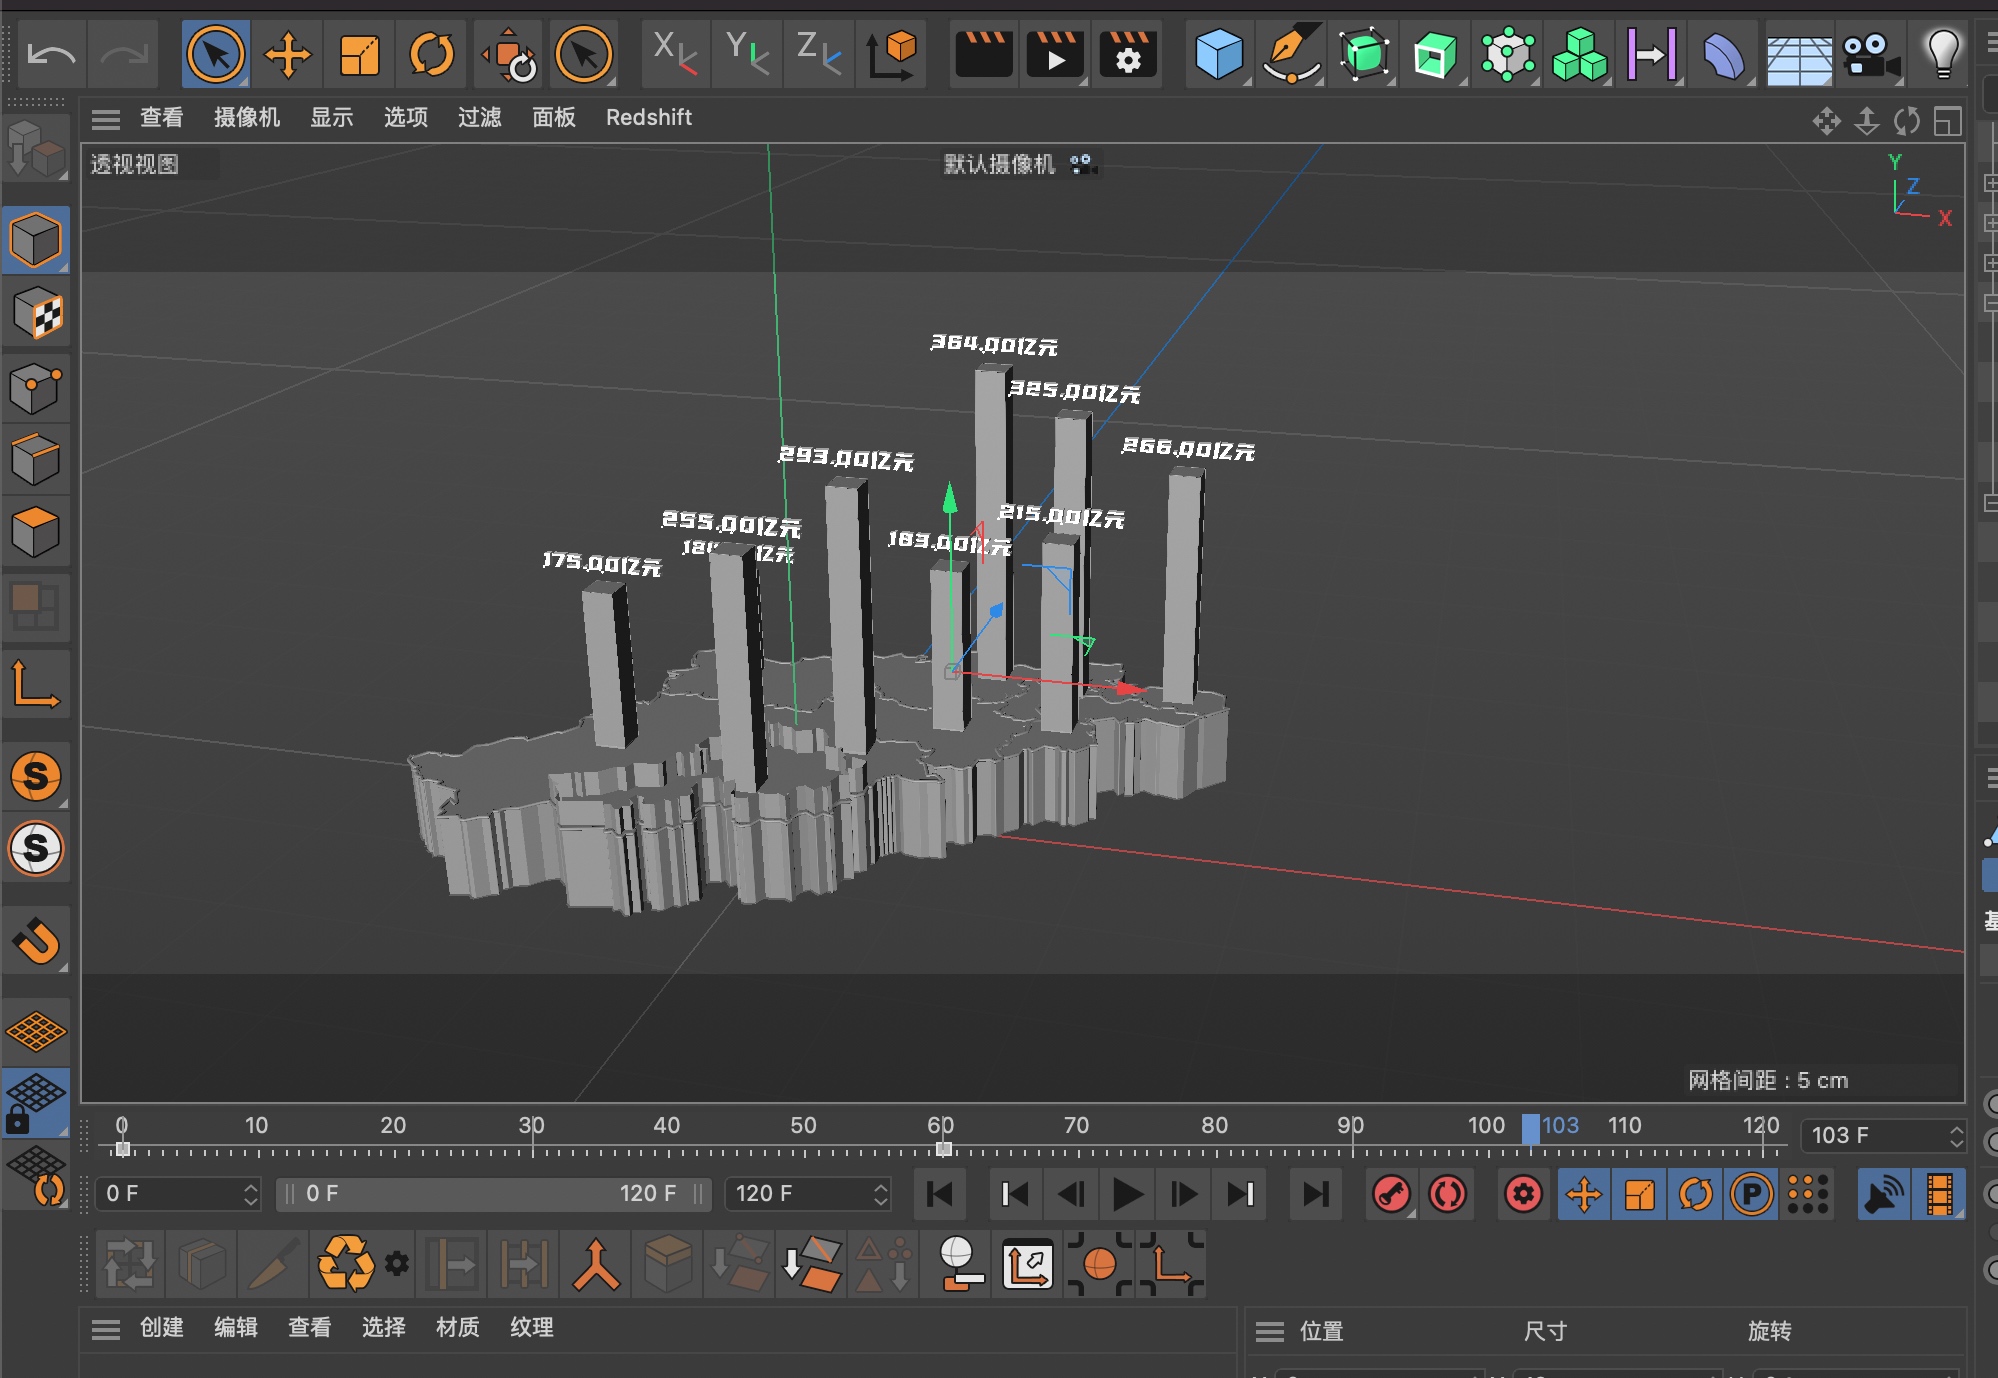 X Y Z
查看 摄像机 显示 选项 过滤 面板 Redshift
透视视图
默认摄像机
Y
Z
X
364.00亿元
385.00亿元
266.00亿元
293.00亿元
215.00亿元
255.00亿元
183.00亿元
175.00亿元
亿元
网格间距 : 5 cm
S
S
0 10 20 30 40 50 60 70 80 90 100 103 110 120
103 F
0 F
0 F 120 F
120 F
P
创建 编辑 查看 选择 材质 纹理
位置 尺寸 旋转